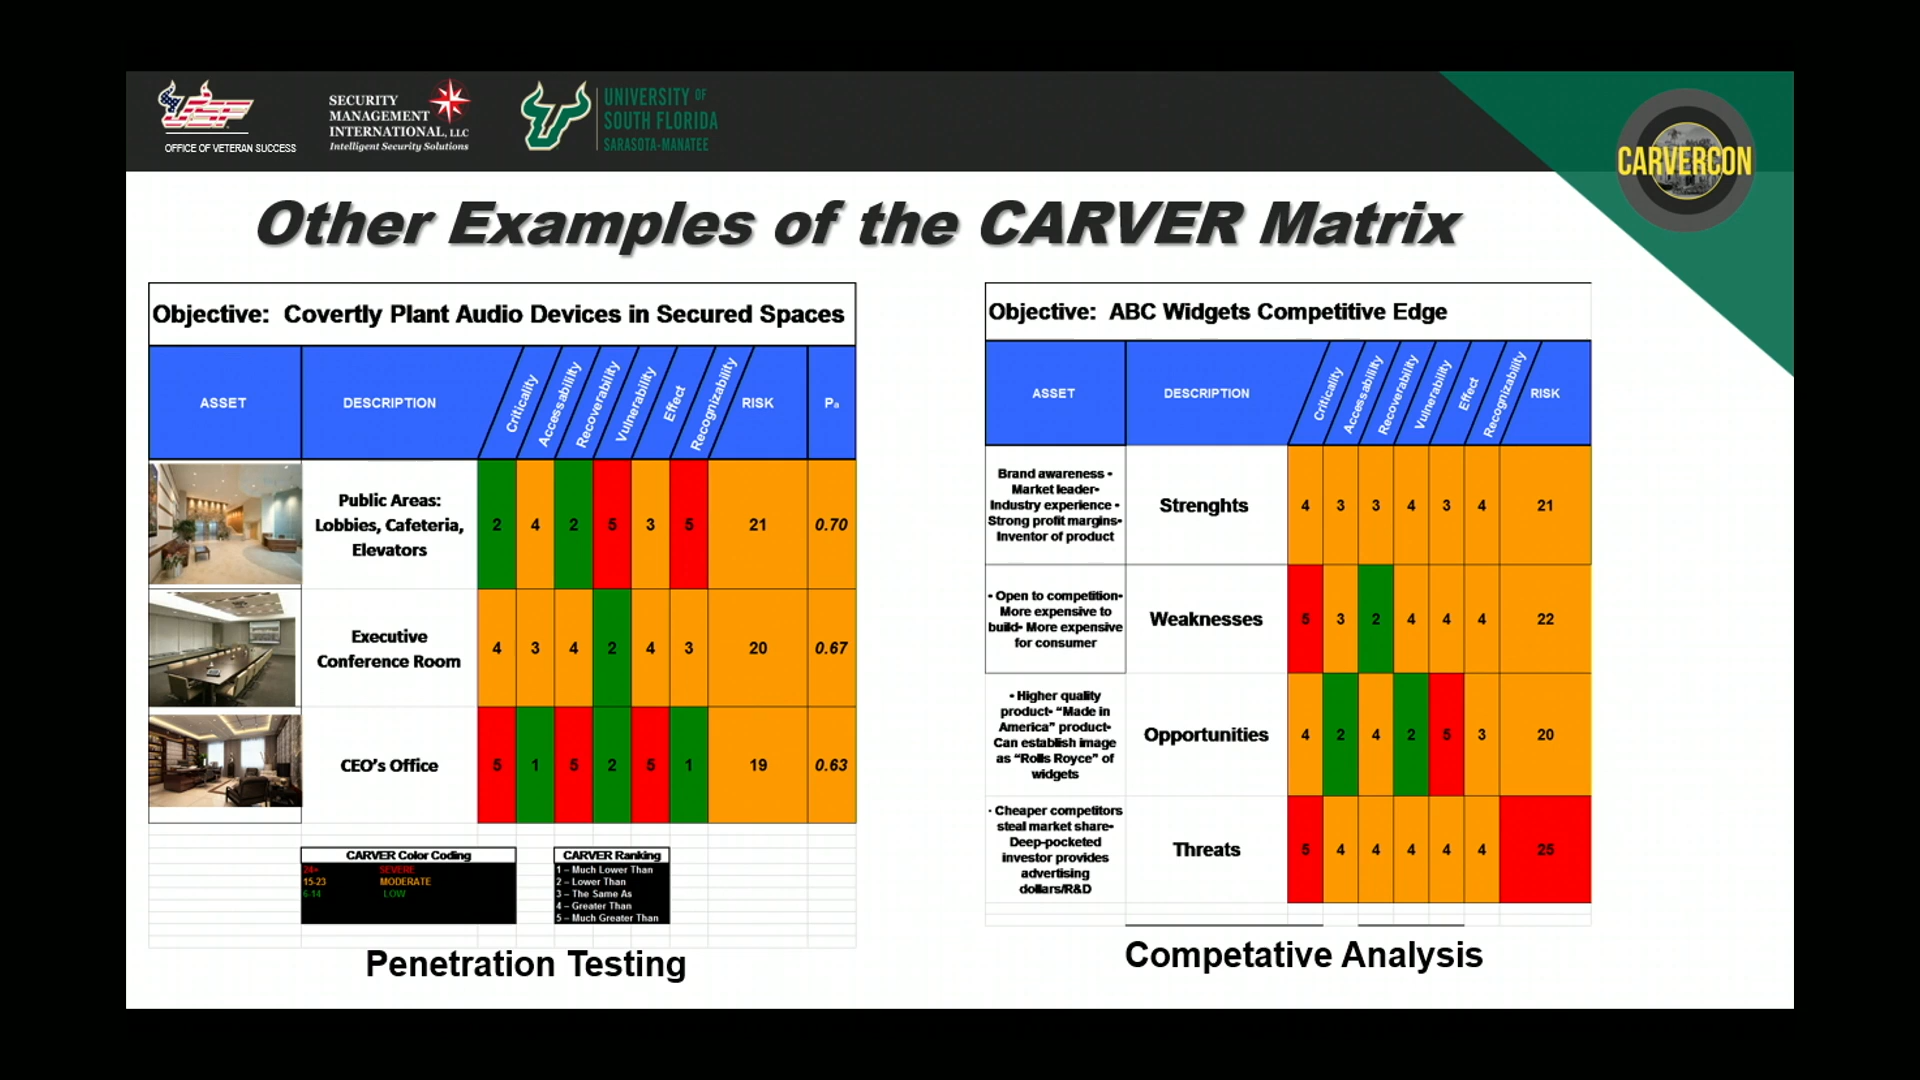 USF
OFFICE OF VETERAN SUCCESS
SECURITY
MANAGEMENT
INTERNATIONAL, LLC
Intelligent Security Solutions
UNIVERSITY OF
SOUTH FLORIDA
SARASOTA-MANATEE
CARVERCON
Other Examples of the CARVER Matrix
Objective: Covertly Plant Audio Devices in Secured Spaces
ASSET DESCRIPTION Criticality Accessability Recoverability Vulnerability Effect Recognizability RISK Pa
Public Areas:
Lobbies, Cafeteria,
Elevators
2 4 2 5 3 5 21 0.70
Executive
Conference Room
4 3 4 2 4 3 20 0.67
CEO's Office 5 1 5 2 5 1 19 0.63
CARVER Color Coding
24+ SEVERE
15-23 MODERATE
6-14 LOW
CARVER Ranking
1 – Much Lower Than
2 – Lower Than
3 – The Same As
4 – Greater Than
5 – Much Greater Than
Penetration Testing
Objective: ABC Widgets Competitive Edge
ASSET DESCRIPTION Criticality Accessability Recoverability Vulnerability Effect Recognizability RISK
Brand awareness •
Market leader•
Industry experience •
Strong profit margins•
Inventor of product
Strenghts 4 3 3 4 3 4 21
• Open to competition•
More expensive to
build• More expensive
for consumer
Weaknesses 5 3 2 4 4 4 22
• Higher quality
product• “Made in
America” product•
Can establish image
as “Rolls Royce” of
widgets
Opportunities 4 2 4 2 5 3 20
· Cheaper competitors
steal market share•
Deep-pocketed
investor provides
advertising
dollars/R&D
Threats 5 4 4 4 4 4 25
Competative Analysis